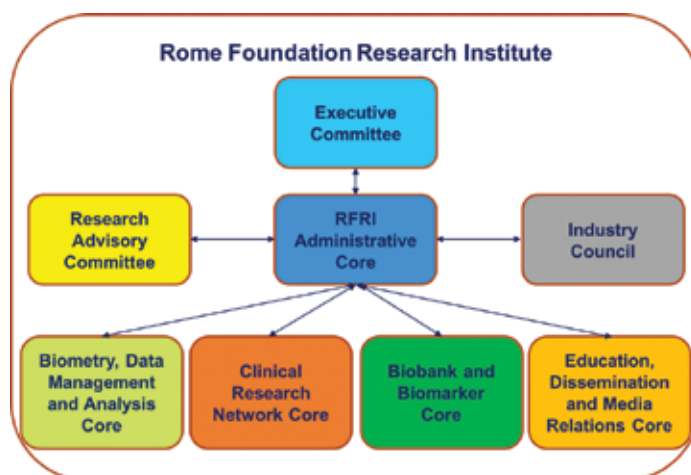 Rome Foundation Research Institute
Executive
Committee
Research
Advisory
Committee
RFRI
Administrative
Core
Industry
Council
Biometry, Data
Management
and Analysis
Core
Clinical
Research
Network Core
Biobank and
Biomarker
Core
Education,
Dissemination
and Media
Relations Core